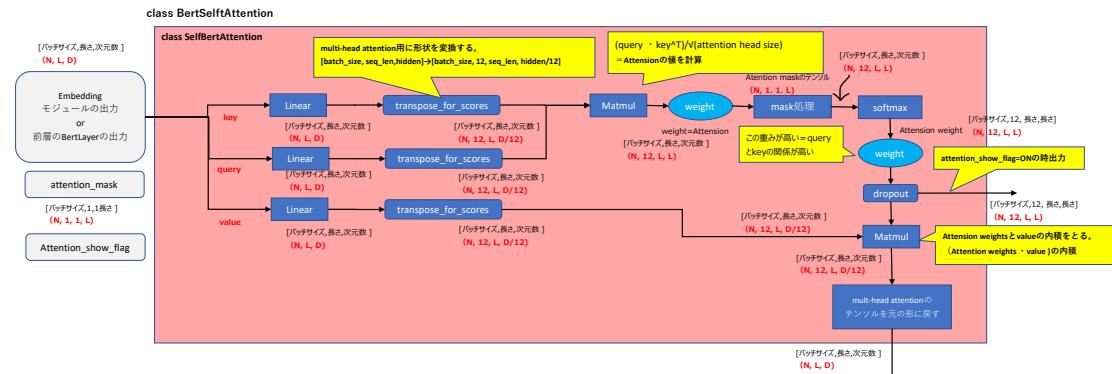 class BertSelftAttention
class SelfBertAttention
[バッチサイズ,長さ,次元数 ]
(N, L, D)
Embedding
モジュールの出力
or
前層のBertLayerの出力
attention_mask
[バッチサイズ,1,1長さ ]
(N, 1, 1, L)
Attention_show_flag
multi-head attention用に形状を変換する。
[batch_size, seq_len,hidden]→[batch_size, 12, seq_len, hidden/12]
(query ・ key^T)/√(attention head size)
＝Attensionの値を計算
key
Linear
transpose_for_scores
[バッチサイズ,長さ,次元数 ]
(N, L, D)
[バッチサイズ,長さ,次元数 ]
(N, 12, L, D/12)
query
Linear
transpose_for_scores
[バッチサイズ,長さ,次元数 ]
(N, L, D)
[バッチサイズ,長さ,次元数 ]
(N, 12, L, D/12)
value
Linear
transpose_for_scores
[バッチサイズ,長さ,次元数 ]
(N, L, D)
[バッチサイズ,長さ,次元数 ]
(N, 12, L, D/12)
Matmul
weight
weight=Attension
[バッチサイズ,長さ,次元数 ]
(N, 12, L, L)
Atention maskのテンソル
(N, 1. 1. L)
mask処理
[バッチサイズ,長さ,次元数 ]
(N, 12, L, L)
softmax
Attension weight
[バッチサイズ,12, 長さ,長さ]
(N, 12, L, L)
この重みが高い＝query
とkeyの関係が高い
weight
attention_show_flag=ONの時出力
dropout
[バッチサイズ,12, 長さ,長さ]
(N, 12, L, L)
[バッチサイズ,長さ,次元数 ]
(N, 12, L, D/12)
Matmul
Attension weightsとvalueの内積をとる。
（Attention weights ・ value )の内積
[バッチサイズ,長さ,次元数 ]
(N, 12, L, D/12)
mult-head attentionの
テンソルを元の形に戻す
[バッチサイズ,長さ,次元数 ]
(N, L, D)